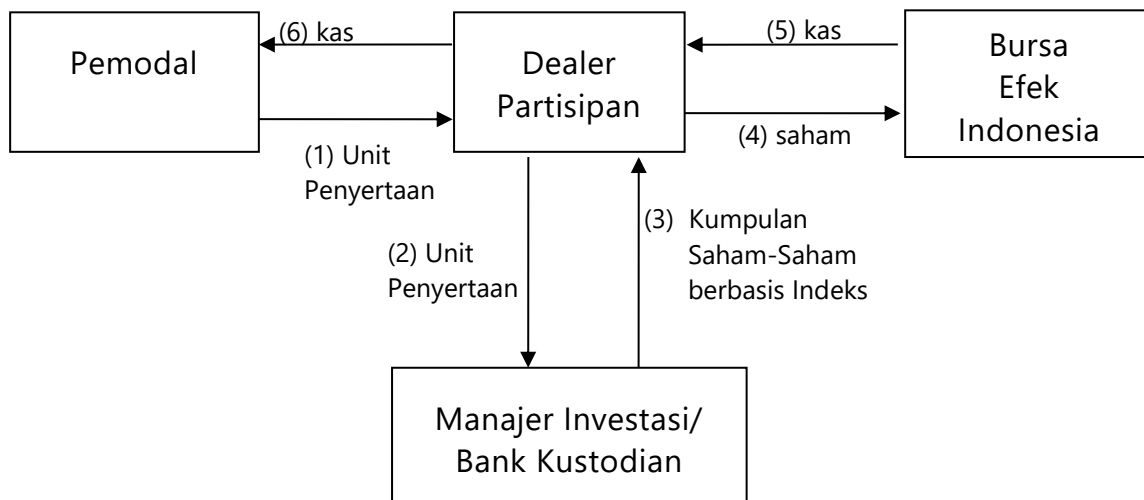 (6) kas
(5) kas
Pemodal
Dealer
Partisipan
Bursa
Efek
Indonesia
(4) saham
(1) Unit
Penyertaan
(2) Unit
Penyertaan
(3) Kumpulan
Saham-Saham
berbasis Indeks
Manajer Investasi/
Bank Kustodian